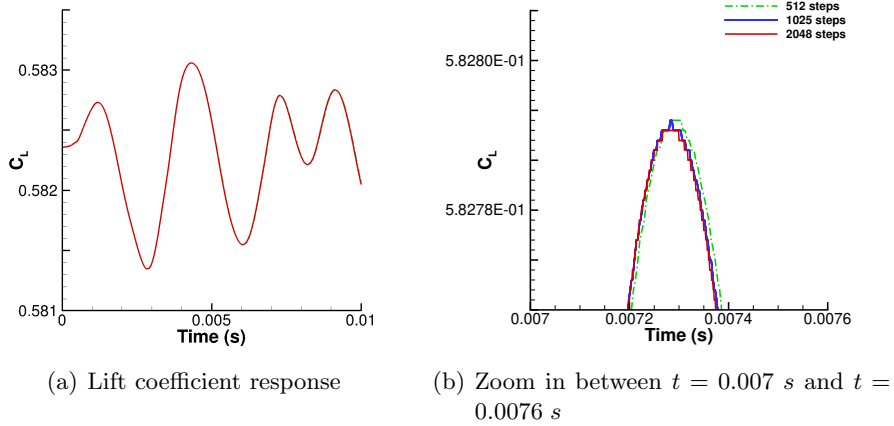 512 steps
1025 steps
2048 steps
0.583
0.582
0.581
C_L
0
0.005
0.01
Time (s)
5.8280E-01
5.8278E-01
C_L
0.007
0.0072
0.0074
0.0076
Time (s)
(a) Lift coefficient response
(b) Zoom in between t = 0.007 s and t =
0.0076 s